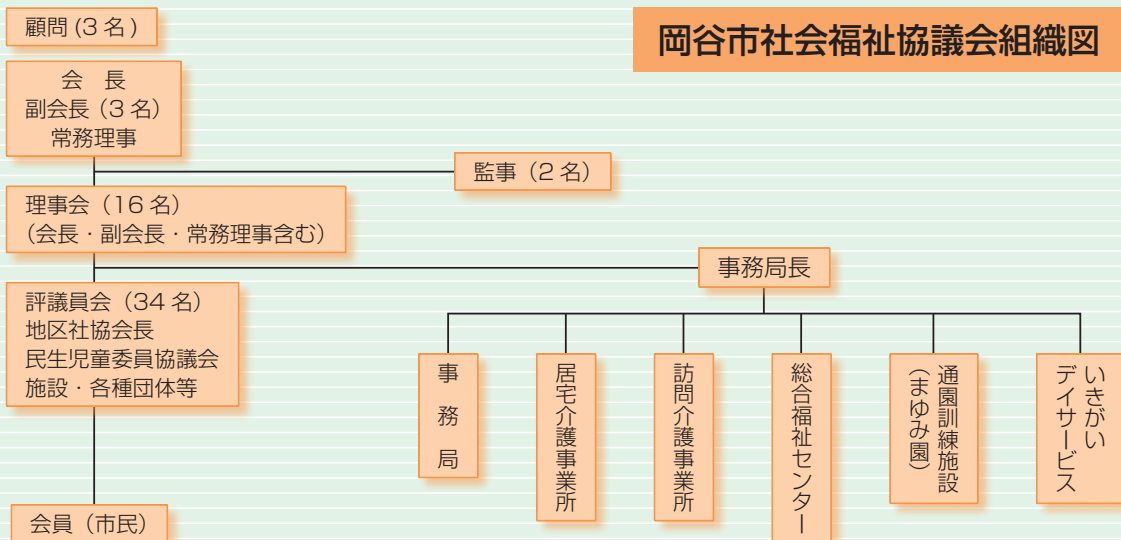 岡谷市社会福祉協議会組織図
顧問 (3 名 )
会　長
副会長（3 名）
常務理事
監事（2 名）
理事会（16 名）
（会長・副会長・常務理事含む）
事務局長
評議員会（34 名）
地区社協会長
民生児童委員協議会
施設・各種団体等
事務局
居宅介護事業所
訪問介護事業所
総合福祉センター
通園訓練施設
（まゆみ園）
いきがい
デイサービス
会員（市民）